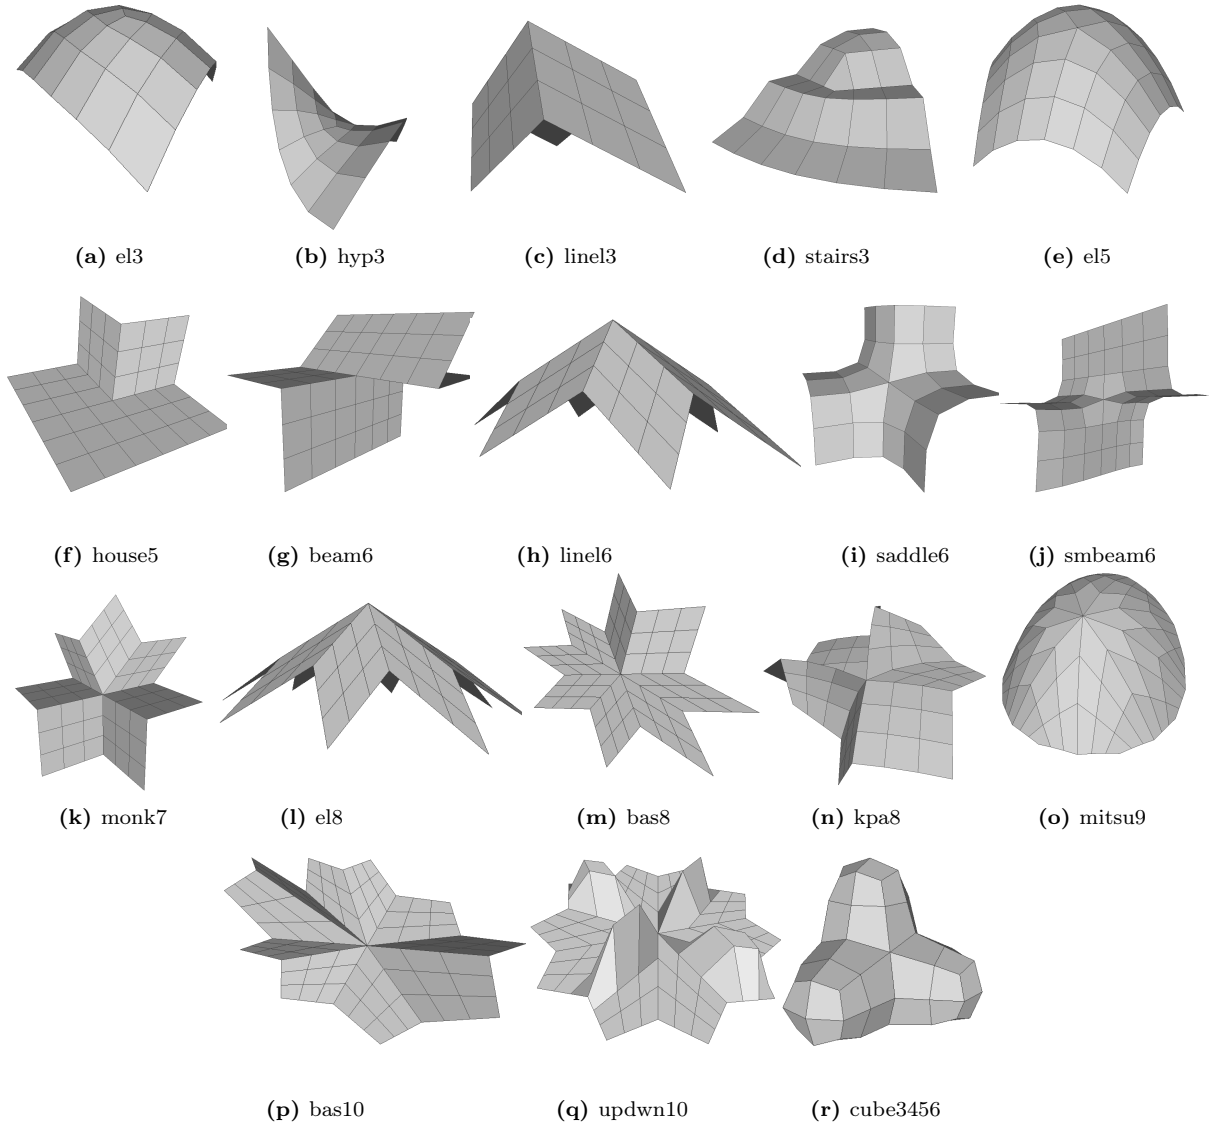 (a) el3 (b) hyp3 (c) linel3 (d) stairs3 (e) el5
(f) house5 (g) beam6 (h) linel6 (i) saddle6 (j) smbeam6
(k) monk7 (l) el8 (m) bas8 (n) kpa8 (o) mitsu9
(p) bas10 (q) updwn10 (r) cube3456